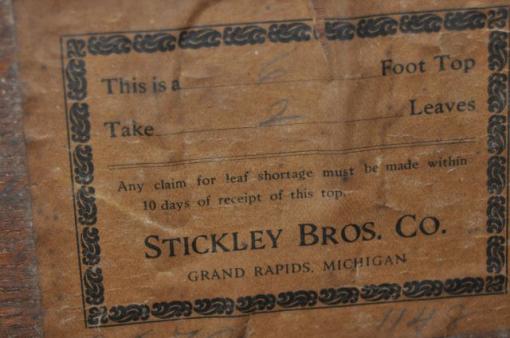 This is a 6 Foot Top
Take 2 Leaves
Any claim for leaf shortage must be made within
10 days of receipt of this top.
STICKLEY BROS. CO.
GRAND RAPIDS, MICHIGAN